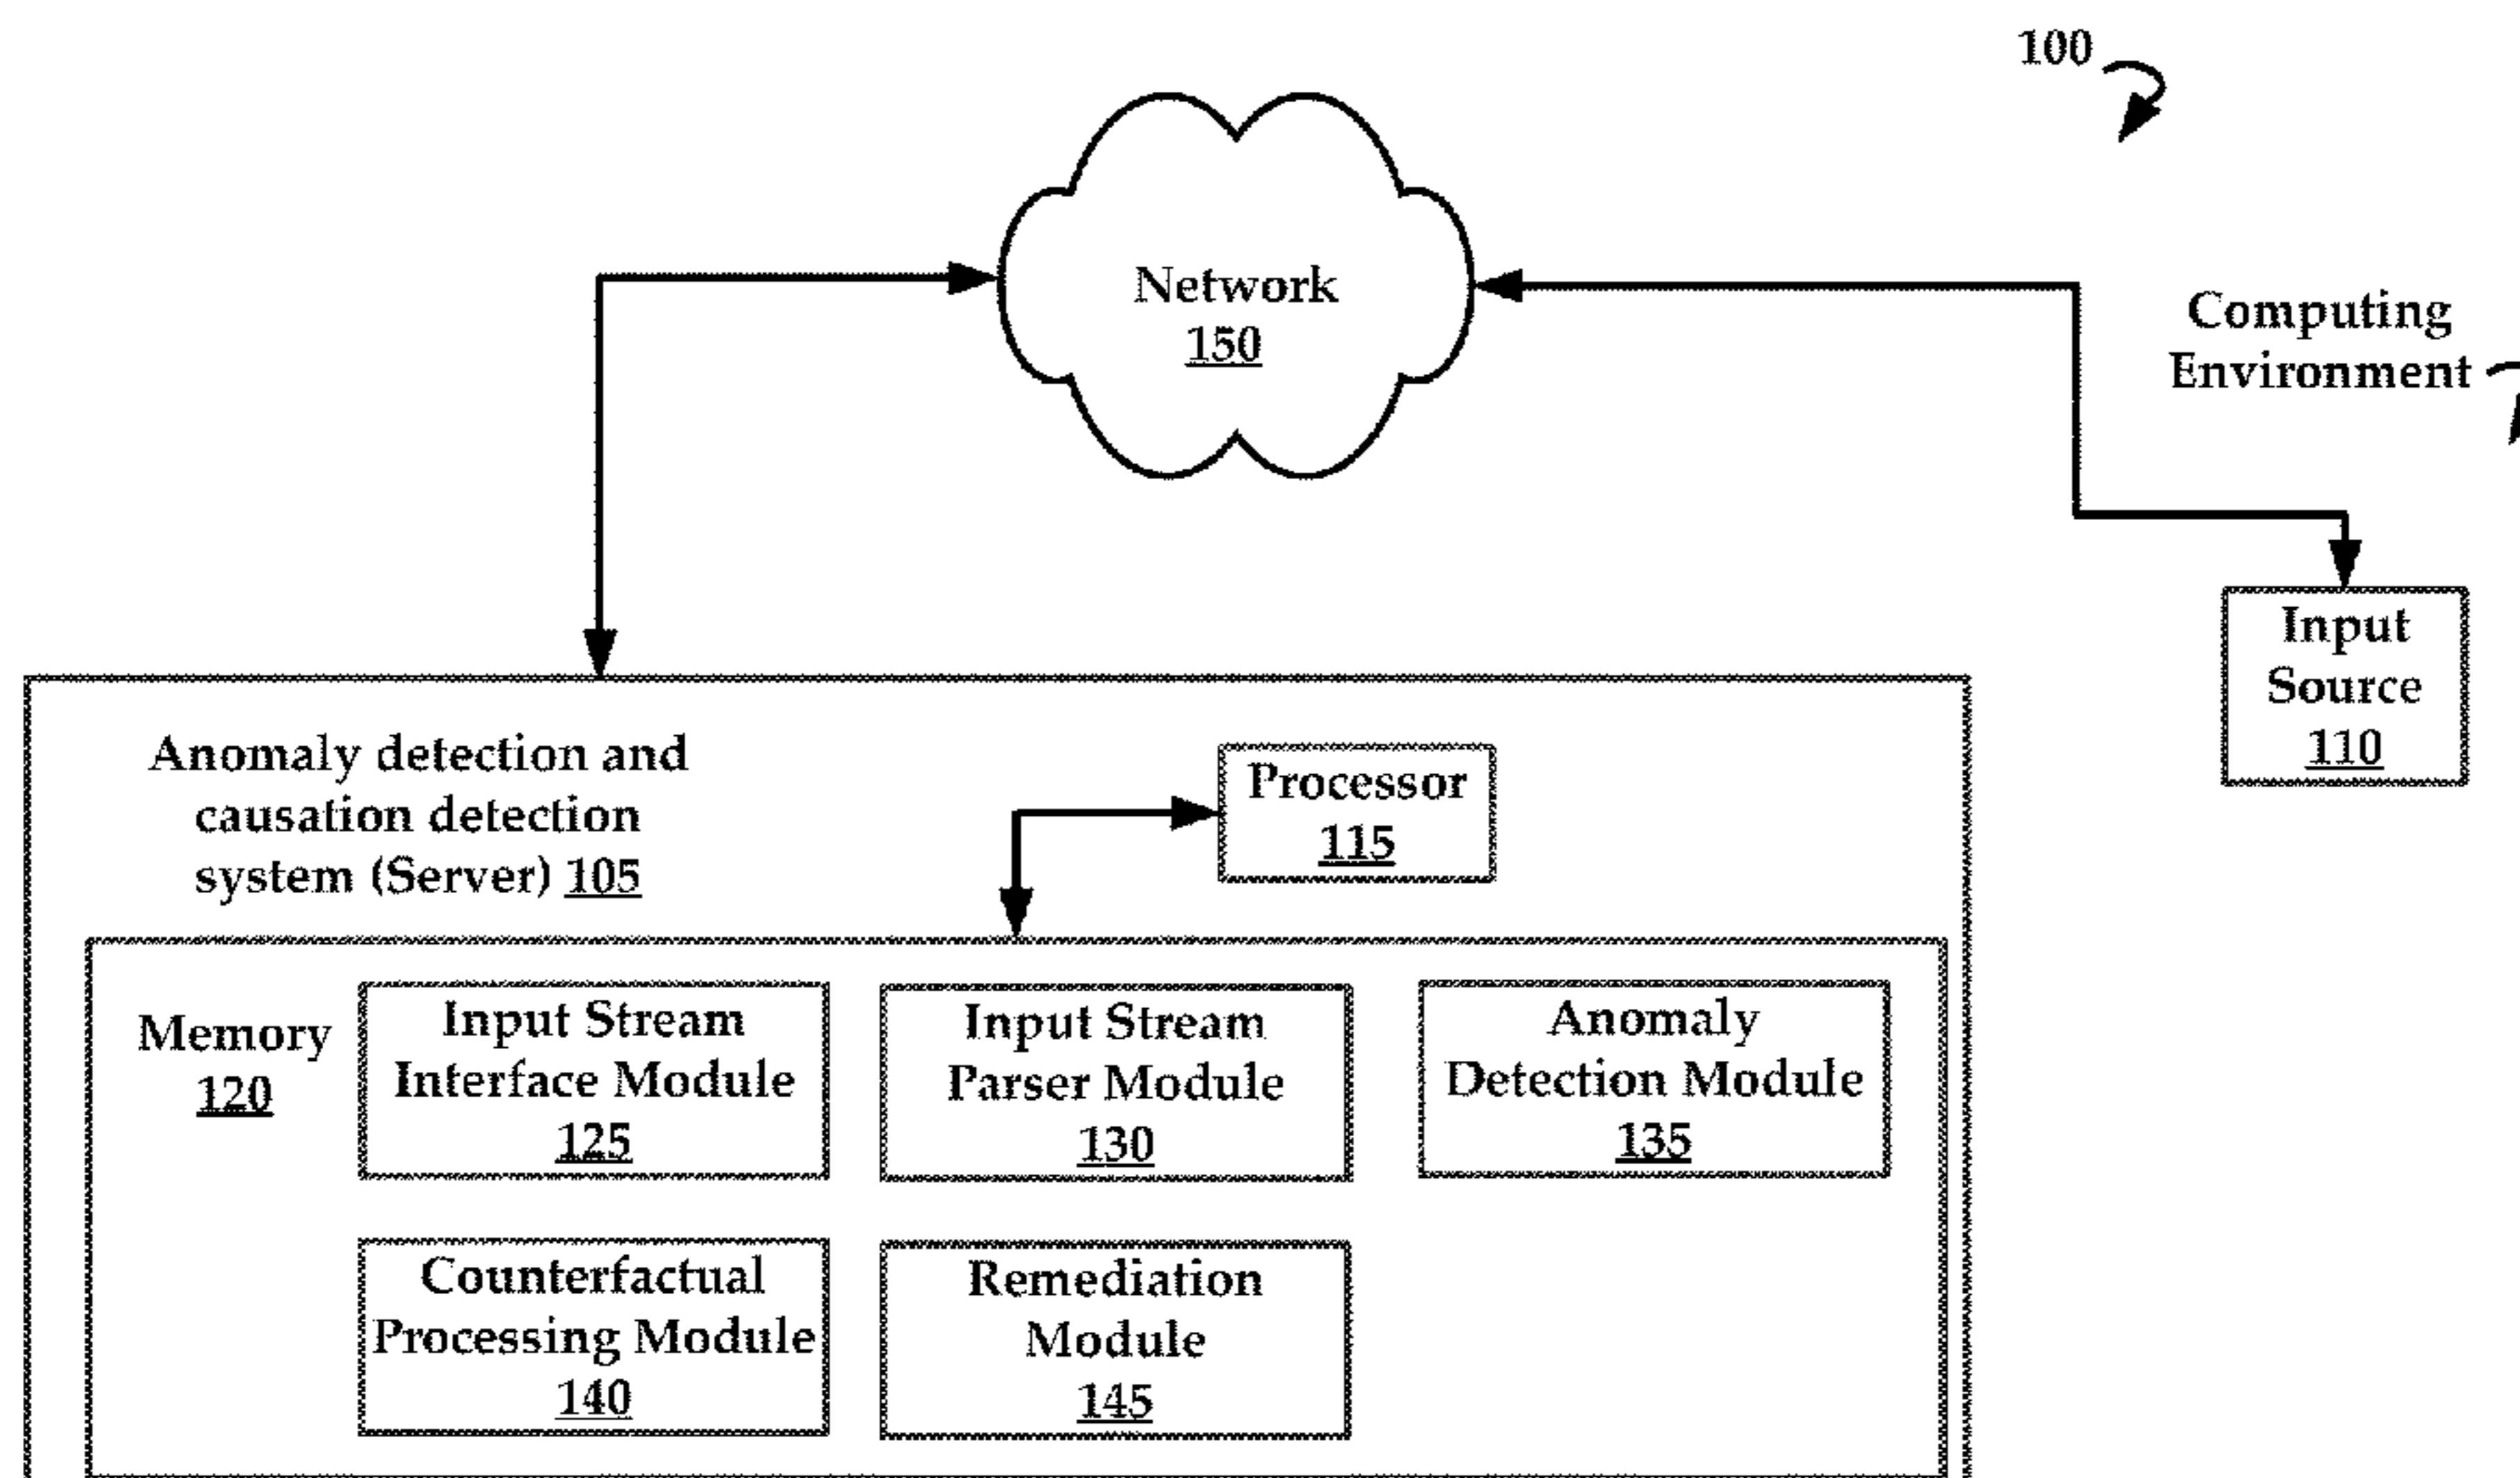 100
Network
150
Computing
Environment
Input
Source
110
Anomaly detection and
causation detection
system (Server) 105
Processor
115
Memory
120
Input Stream
Interface Module
125
Input Stream
Parser Module
130
Anomaly
Detection Module
135
Counterfactual
Processing Module
140
Remediation
Module
145